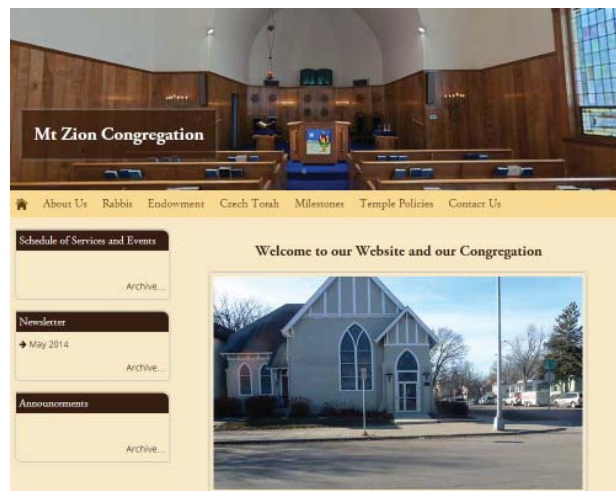 Mt Zion Congregation
About Us Rabbis Endowment Czech Torah Milestones Temple Policies Contact Us
Schedule of Services and Events
Archive...
Newsletter
May 2014
Archive...
Announcements
Archive...
Welcome to our Website and our Congregation